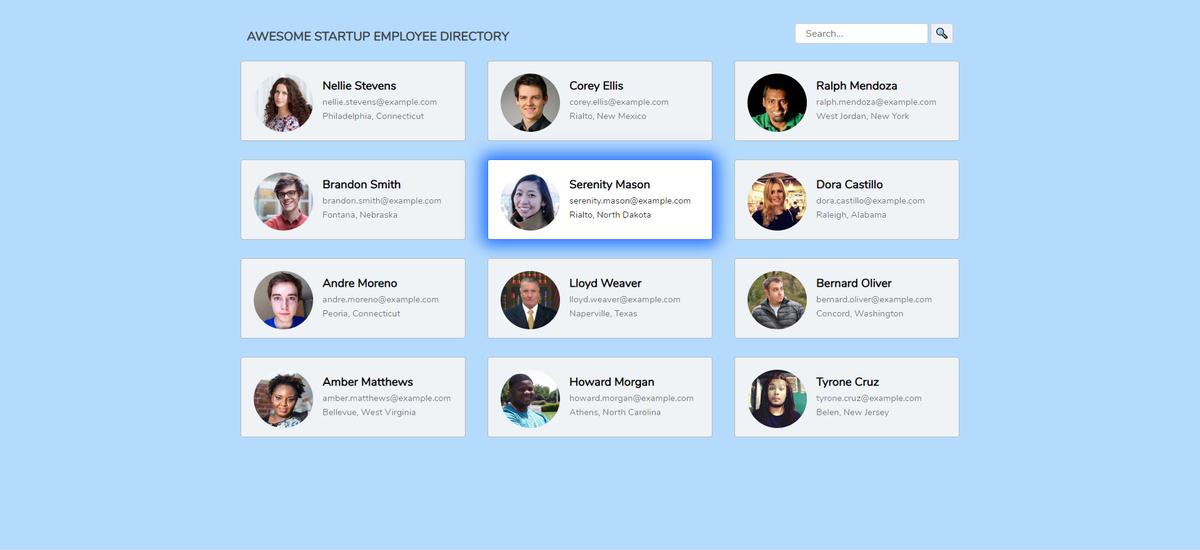 AWESOME STARTUP EMPLOYEE DIRECTORY
Search...
Nellie Stevens
nellie.stevens@example.com
Philadelphia, Connecticut
Corey Ellis
corey.ellis@example.com
Rialto, New Mexico
Ralph Mendoza
ralph.mendoza@example.com
West Jordan, New York
Brandon Smith
brandon.smith@example.com
Fontana, Nebraska
Serenity Mason
serenity.mason@example.com
Rialto, North Dakota
Dora Castillo
dora.castillo@example.com
Raleigh, Alabama
Andre Moreno
andre.moreno@example.com
Peoria, Connecticut
Lloyd Weaver
lloyd.weaver@example.com
Naperville, Texas
Bernard Oliver
bernard.oliver@example.com
Concord, Washington
Amber Matthews
amber.matthews@example.com
Bellevue, West Virginia
Howard Morgan
howard.morgan@example.com
Athens, North Carolina
Tyrone Cruz
tyrone.cruz@example.com
Belen, New Jersey